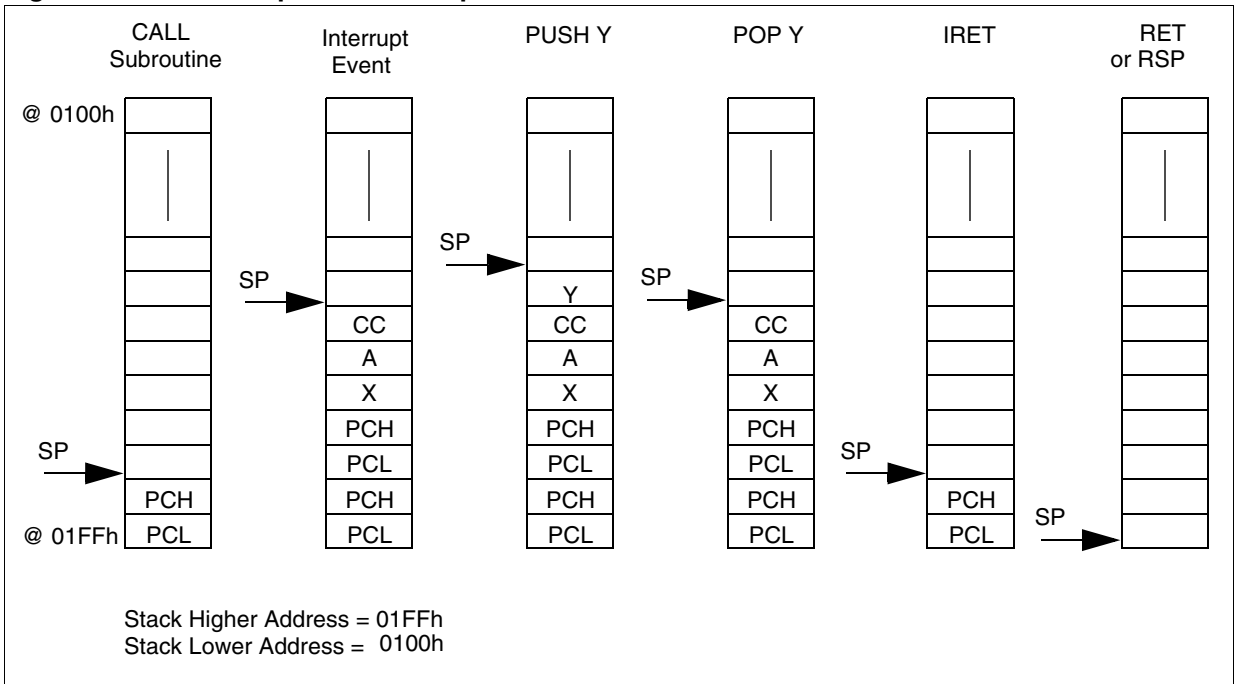 CALL
Subroutine
Interrupt
Event
PUSH Y
POP Y
IRET
RET
or RSP
@ 0100h
SP
SP
SP
SP
SP
SP
Y
CC
CC
CC
A
A
A
X
X
X
PCH
PCH
PCH
PCL
PCL
PCL
PCH
PCH
PCH
PCH
PCH
@ 01FFh
PCL
PCL
PCL
PCL
PCL
Stack Higher Address = 01FFh
Stack Lower Address = 0100h